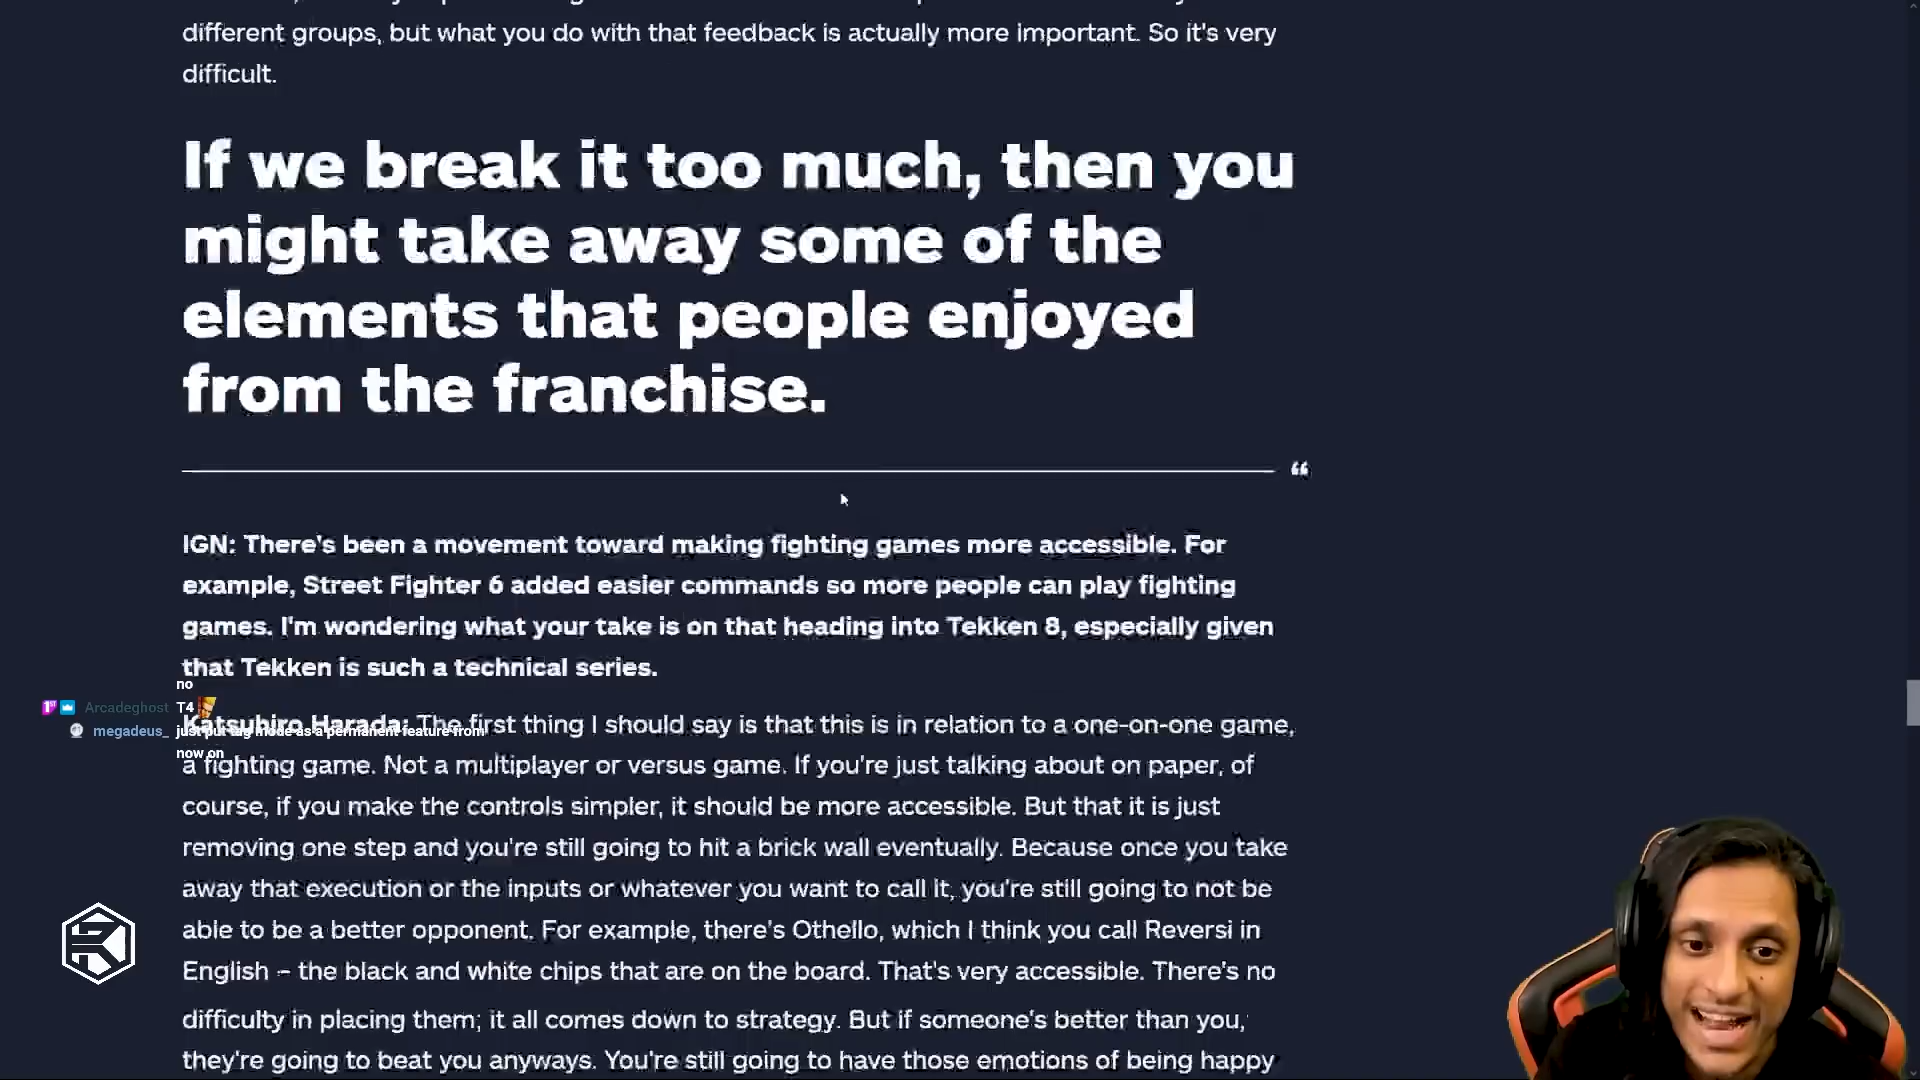 different groups, but what you do with that feedback is actually more important. So it's very
difficult.
If we break it too much, then you
might take away some of the
elements that people enjoyed
from the franchise.
“
IGN: There's been a movement toward making fighting games more accessible. For
example, Street Fighter 6 added easier commands so more people can play fighting
games. I'm wondering what your take is on that heading into Tekken 8, especially given
that Tekken is such a technical series.
no
Arcadeghost T4
Katsuhiro Harada: The first thing I should say is that this is in relation to a one-on-one game,
megadeus_ just put tag mode as a permanent feature from
now on
a fighting game. Not a multiplayer or versus game. If you're just talking about on paper, of
course, if you make the controls simpler, it should be more accessible. But that it is just
removing one step and you're still going to hit a brick wall eventually. Because once you take
away that execution or the inputs or whatever you want to call it, you're still going to not be
able to be a better opponent. For example, there's Othello, which I think you call Reversi in
English – the black and white chips that are on the board. That's very accessible. There's no
difficulty in placing them; it all comes down to strategy. But if someone's better than you,
they're going to beat you anyways. You're still going to have those emotions of being happy